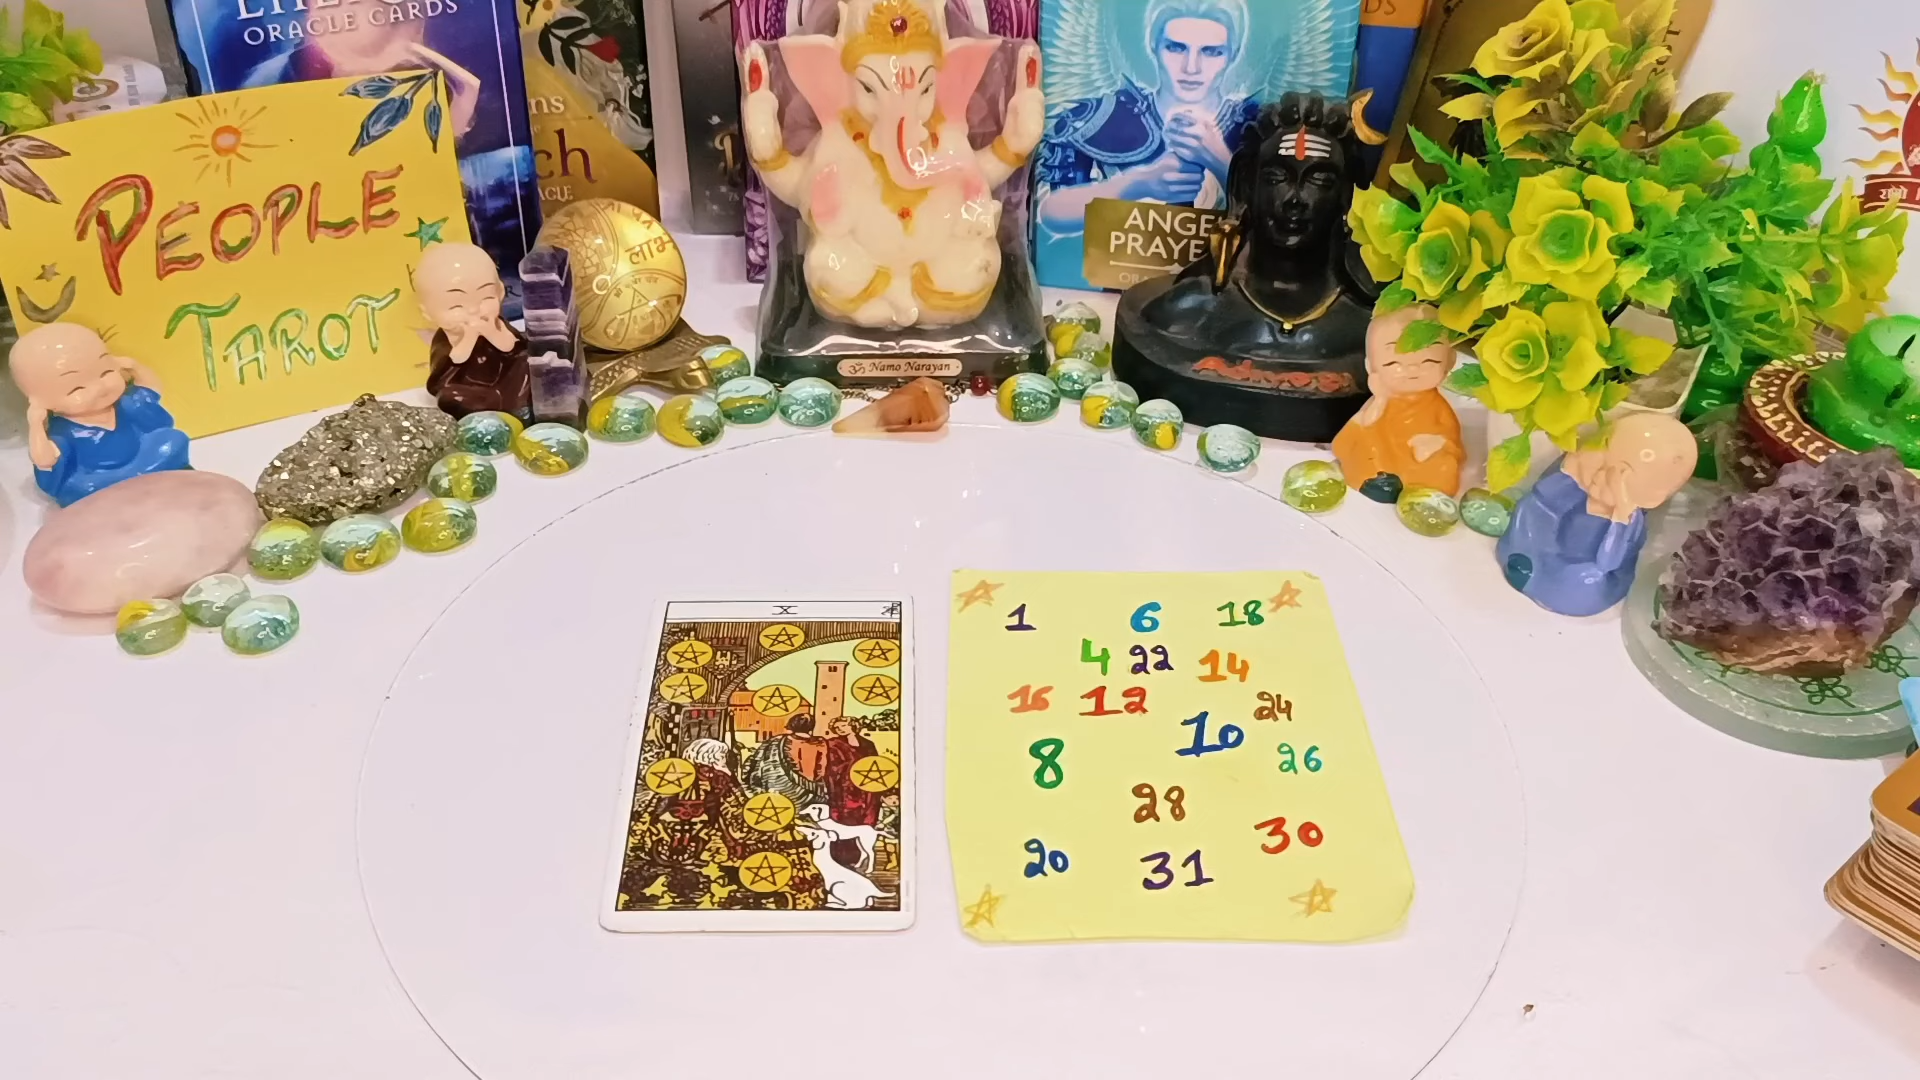 ORACLE CARDS
PEOPLE
TAROT
लाभ
ॐ Namo Narayan
ANGE
PRAYE
ORA
X
1 6 18
4 22 14
16 12 24
10
8 26
28
30
20 31